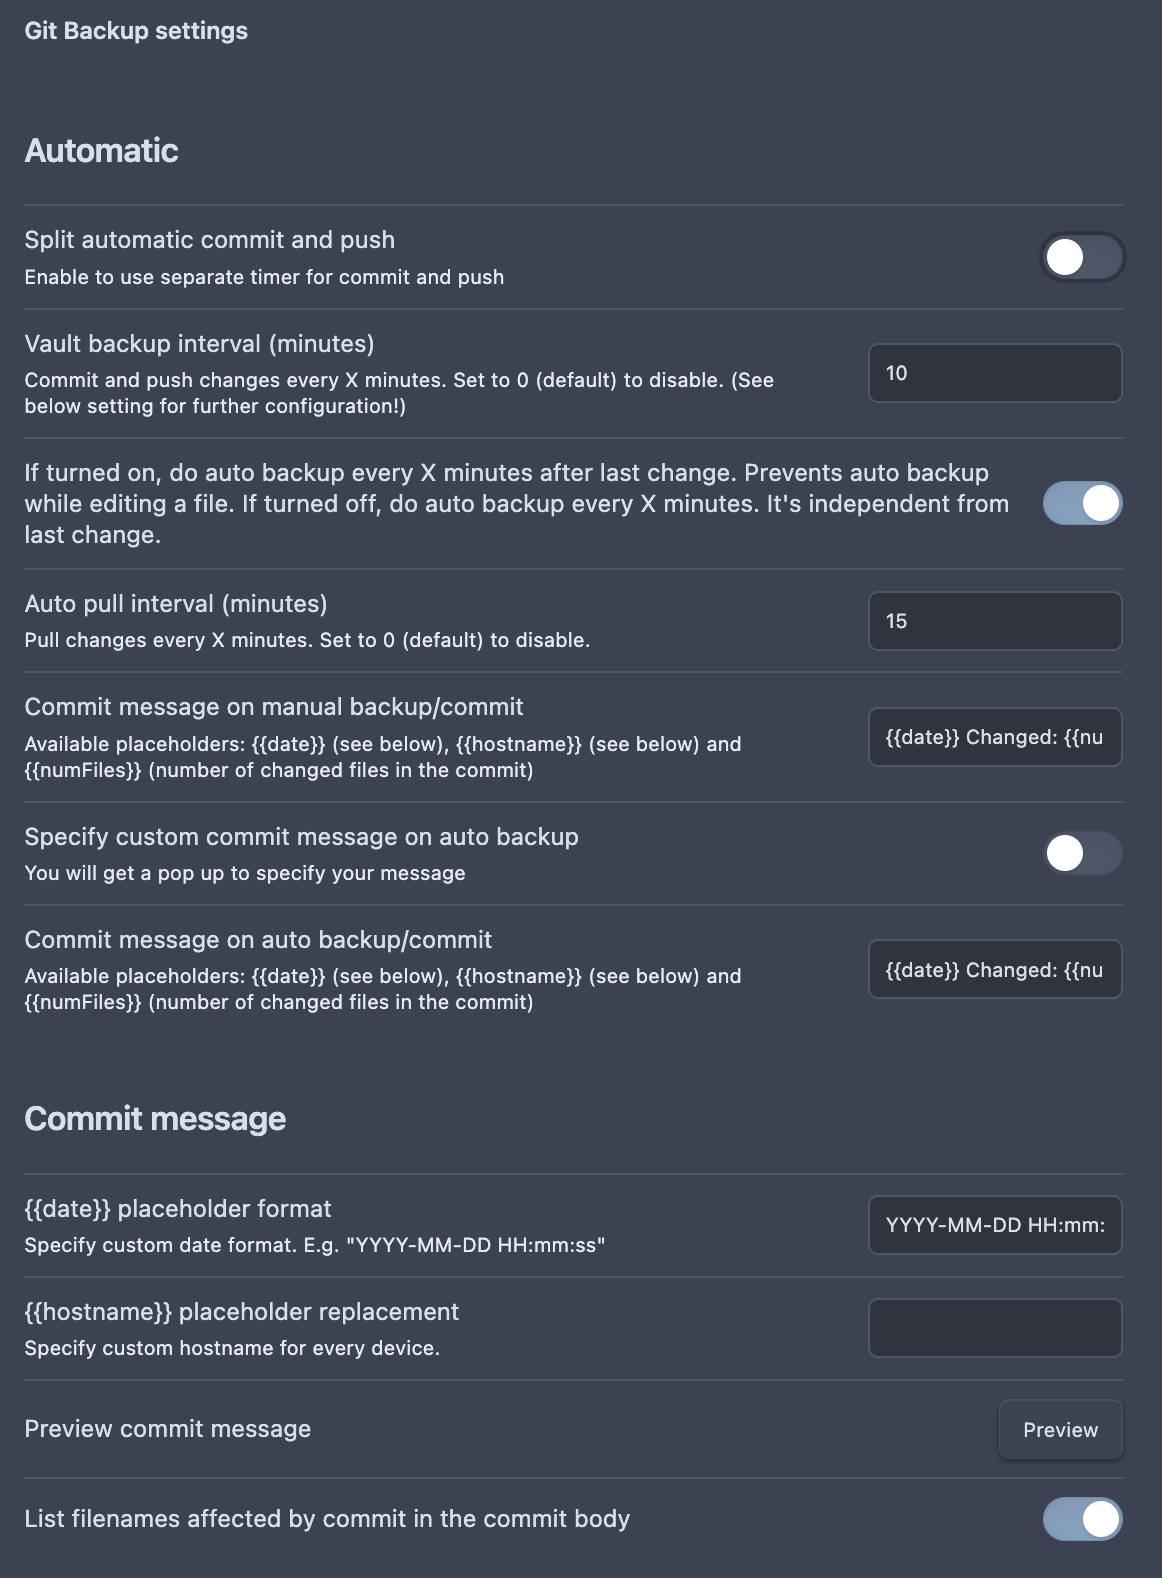 Git Backup settings
Automatic
Split automatic commit and push
Enable to use separate timer for commit and push
Vault backup interval (minutes)
Commit and push changes every X minutes. Set to 0 (default) to disable. (See
below setting for further configuration!)
10
If turned on, do auto backup every X minutes after last change. Prevents auto backup
while editing a file. If turned off, do auto backup every X minutes. It's independent from
last change.
Auto pull interval (minutes)
Pull changes every X minutes. Set to 0 (default) to disable.
15
Commit message on manual backup/commit
Available placeholders: {{date}} (see below), {{hostname}} (see below) and
{{numFiles}} (number of changed files in the commit)
{{date}} Changed: {{nu
Specify custom commit message on auto backup
You will get a pop up to specify your message
Commit message on auto backup/commit
Available placeholders: {{date}} (see below), {{hostname}} (see below) and
{{numFiles}} (number of changed files in the commit)
{{date}} Changed: {{nu
Commit message
{{date}} placeholder format
Specify custom date format. E.g. "YYYY-MM-DD HH:mm:ss"
YYYY-MM-DD HH:mm:
{{hostname}} placeholder replacement
Specify custom hostname for every device.
Preview commit message
Preview
List filenames affected by commit in the commit body